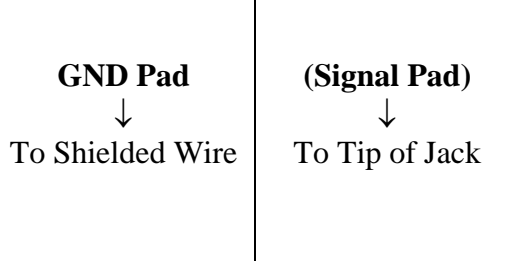 GND Pad
↓
To Shielded Wire
(Signal Pad)
↓
To Tip of Jack